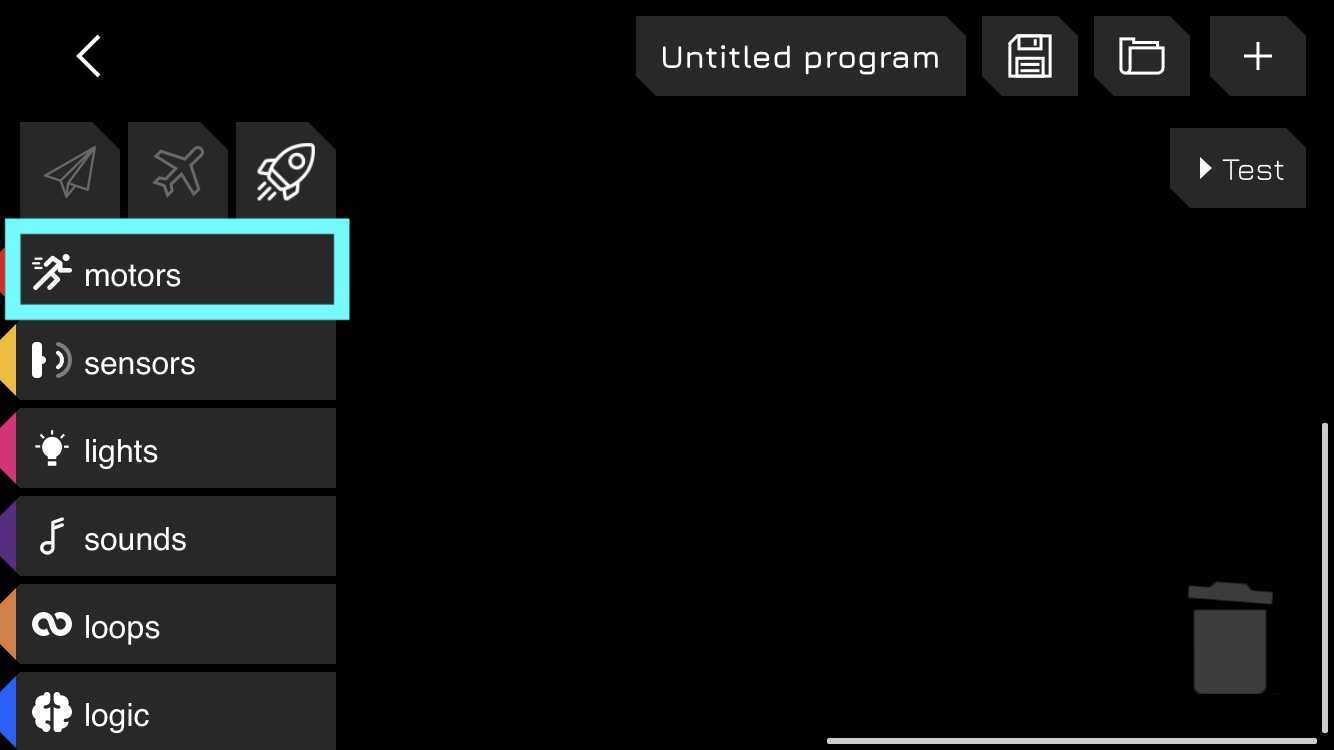 Untitled program
Test
motors
sensors
lights
sounds
loops
logic